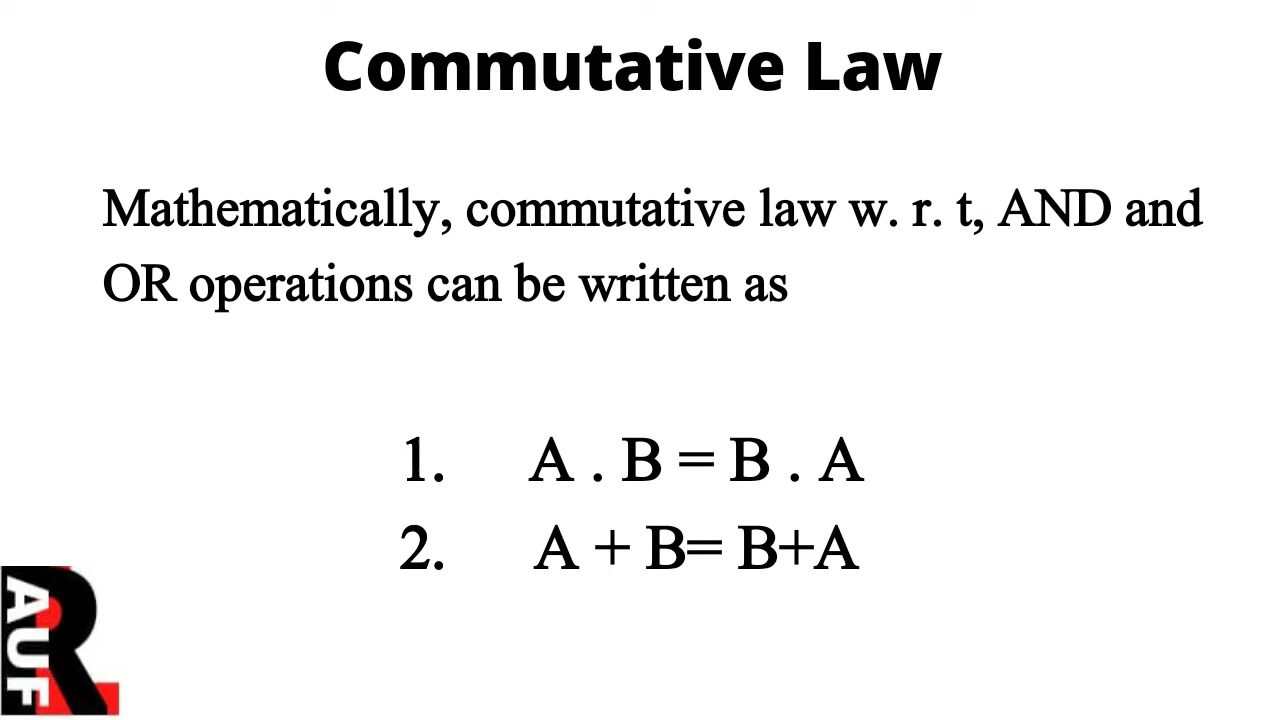 Commutative Law
Mathematically, commutative law w. r. t, AND and
OR operations can be written as
1. A . B = B . A
2. A + B= B+A
R
AUF